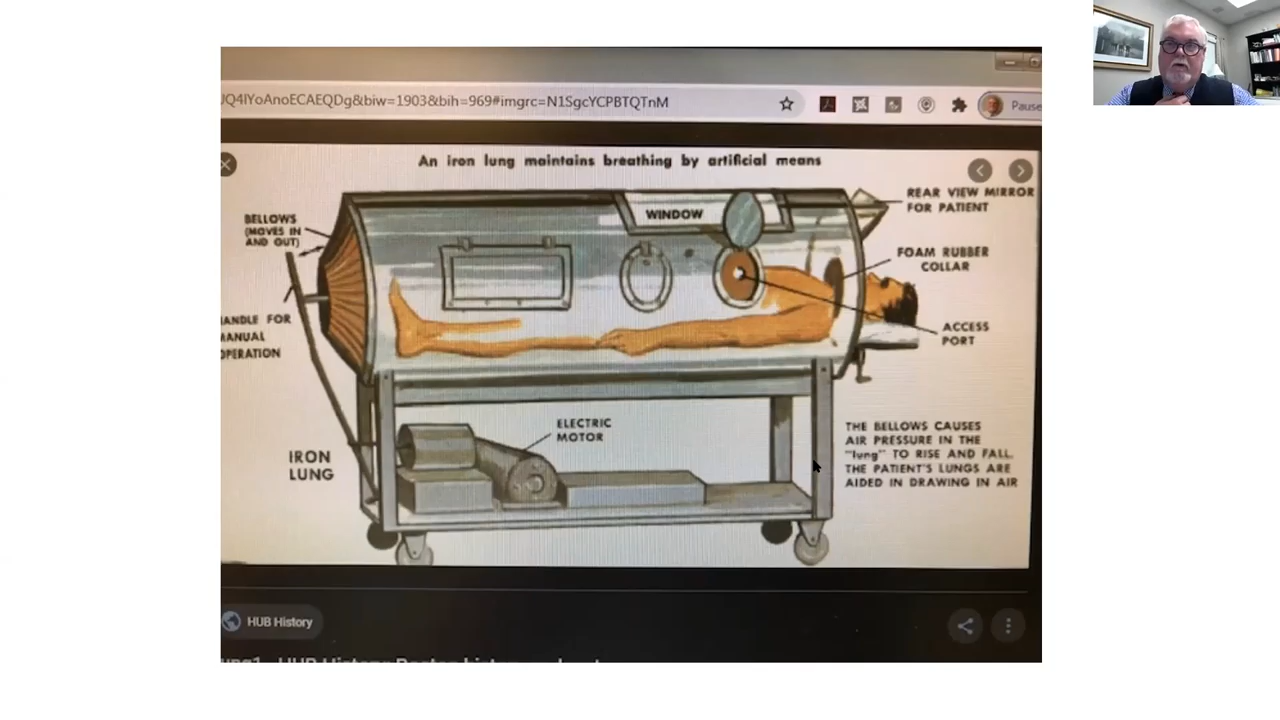 JQ4IYoAnoECAEQDg&biw=1903&bih=969#imgrc=N1SgcYCPBTQTnM
Pause
An iron lung maintains breathing by artificial means
BELLOWS
(MOVES IN
AND OUT)
WINDOW
REAR VIEW MIRROR
FOR PATIENT
FOAM RUBBER
COLLAR
ANDLE FOR
ANUAL
OPERATION
ACCESS
PORT
ELECTRIC
MOTOR
IRON
LUNG
THE BELLOWS CAUSES
AIR PRESSURE IN THE
"lung" TO RISE AND FALL.
THE PATIENT'S LUNGS ARE
AIDED IN DRAWING IN AIR
HUB History